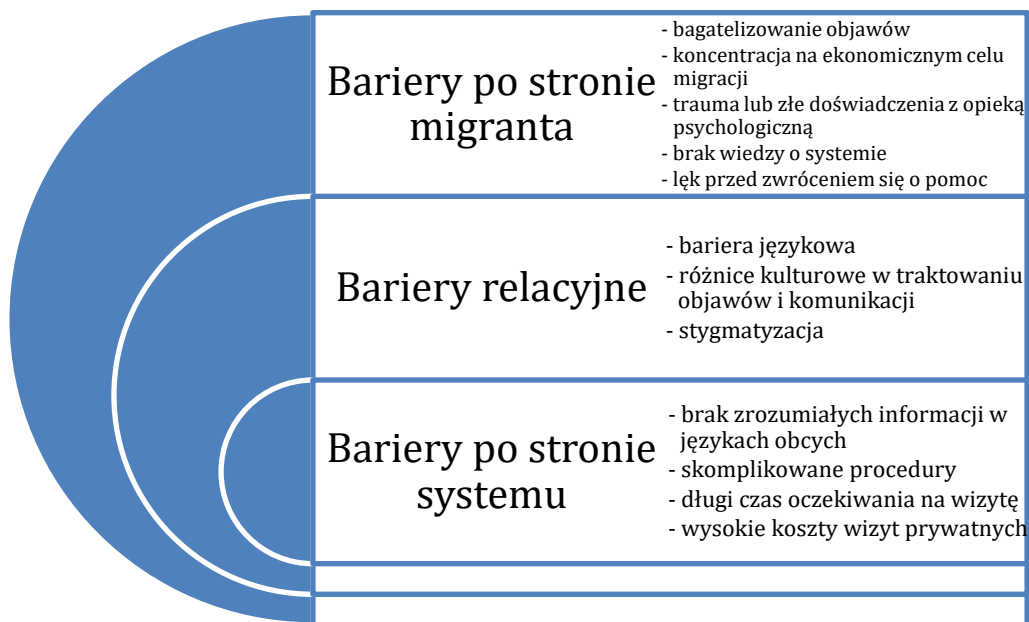 Bariery po stronie
migranta
- bagatelizowanie objawów
- koncentracja na ekonomicznym celu
migracji
- trauma lub złe doświadczenia z opieką
psychologiczną
- brak wiedzy o systemie
- lęk przed zwróceniem się o pomoc
Bariery relacyjne
- bariera językowa
- różnice kulturowe w traktowaniu
objawów i komunikacji
- stygmatyzacja
Bariery po stronie
systemu
- brak zrozumiałych informacji w
językach obcych
- skomplikowane procedury
- długi czas oczekiwania na wizytę
- wysokie koszty wizyt prywatnych